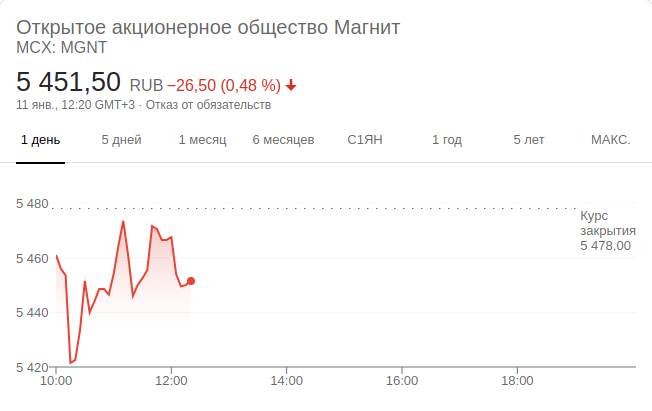 Открытое акционерное общество Магнит
MCX: MGNT
5 451,50 RUB −26,50 (0,48 %)
11 янв., 12:20 GMT+3 · Отказ от обязательств
1 день 5 дней 1 месяц 6 месяцев С1ЯН 1 год 5 лет МАКС.
5 480
Курс
закрытия
5 478,00
5 460
5 440
5 420
10:00 12:00 14:00 16:00 18:00